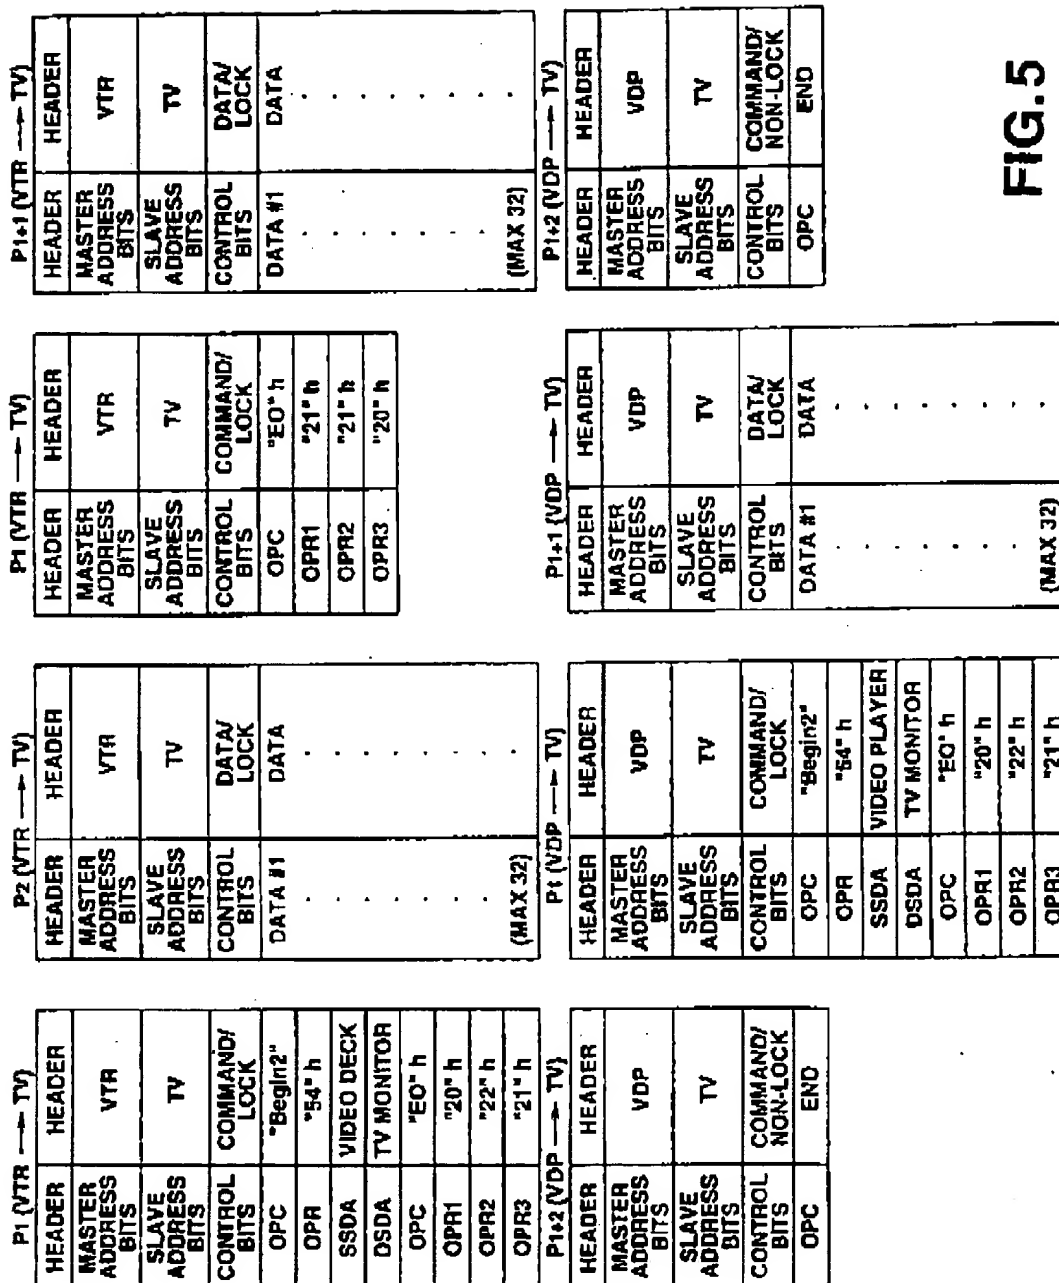 P1 (VTR → TV)
HEADER HEADER
MASTER ADDRESS BITS VTR
SLAVE ADDRESS BITS TV
CONTROL BITS COMMAND/ LOCK
OPC "Begin2"
OPR "54" h
SSDA VIDEO DECK
DSDA TV MONITOR
OPC "EO" h
OPR1 "20" h
OPR2 "22" h
OPR3 "21" h
P2 (VTR → TV)
HEADER HEADER
MASTER ADDRESS BITS VTR
SLAVE ADDRESS BITS TV
CONTROL BITS DATA/ LOCK
DATA #1 DATA
(MAX 32)
P1 (VTR → TV)
HEADER HEADER
MASTER ADDRESS BITS VTR
SLAVE ADDRESS BITS TV
CONTROL BITS COMMAND/ LOCK
OPC "EO" h
OPR1 "21" h
OPR2 "21" h
OPR3 "20" h
P1+1 (VTR → TV)
HEADER HEADER
MASTER ADDRESS BITS VTR
SLAVE ADDRESS BITS TV
CONTROL BITS DATA/ LOCK
DATA #1 DATA
(MAX 32)
P1+2 (VDP → TV)
HEADER HEADER
MASTER ADDRESS BITS VDP
SLAVE ADDRESS BITS TV
CONTROL BITS COMMAND/ NON-LOCK
OPC END
P1 (VDP → TV)
HEADER HEADER
MASTER ADDRESS BITS VDP
SLAVE ADDRESS BITS TV
CONTROL BITS COMMAND/ LOCK
OPC "Begin2"
OPR "54" h
SSDA VIDEO PLAYER
DSDA TV MONITOR
OPC "EO" h
OPR1 "20" h
OPR2 "22" h
OPR3 "21" h
P1+1 (VDP → TV)
HEADER HEADER
MASTER ADDRESS BITS VDP
SLAVE ADDRESS BITS TV
CONTROL BITS DATA/ LOCK
DATA #1 DATA
(MAX 32)
P1+2 (VDP → TV)
HEADER HEADER
MASTER ADDRESS BITS VDP
SLAVE ADDRESS BITS TV
CONTROL BITS COMMAND/ NON-LOCK
OPC END
FIG.5